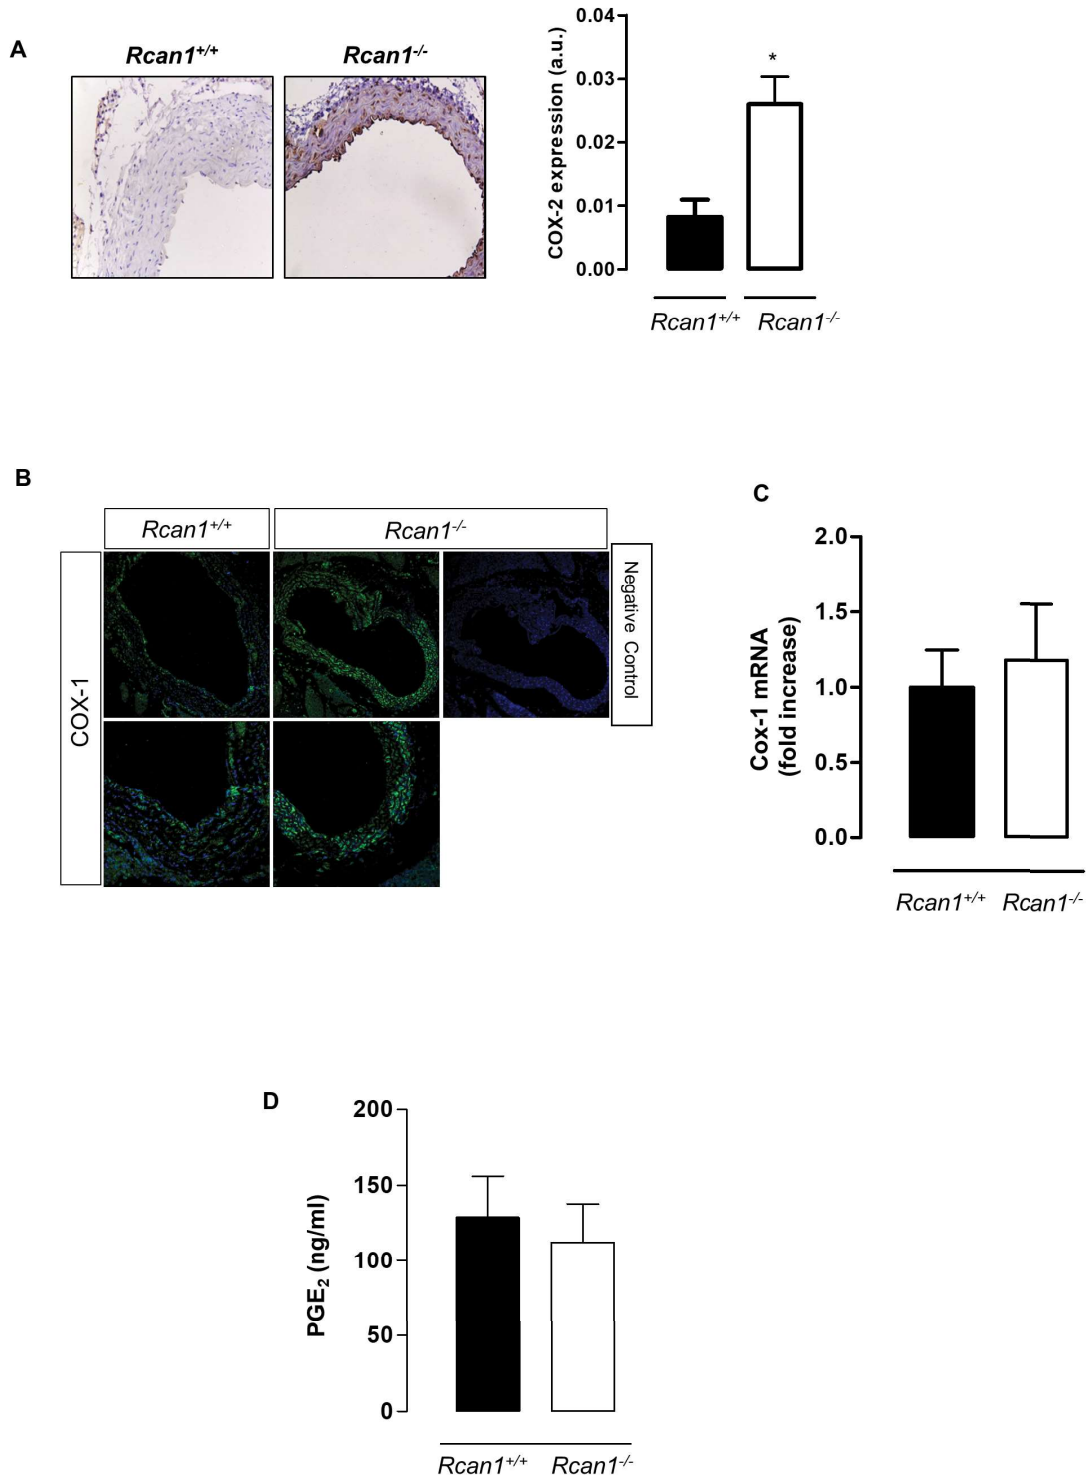 A
Rcan1+/+
Rcan1-/-
COX-2 expression (a.u.)
0.04
0.03
0.02
0.01
0.00
*
Rcan1+/+
Rcan1-/-
B
Rcan1+/+
Rcan1-/-
COX-1
Negative Control
C
Cox-1 mRNA
(fold increase)
2.0
1.5
1.0
0.5
0.0
Rcan1+/+
Rcan1-/-
D
PGE2 (ng/ml)
200
150
100
50
0
Rcan1+/+
Rcan1-/-